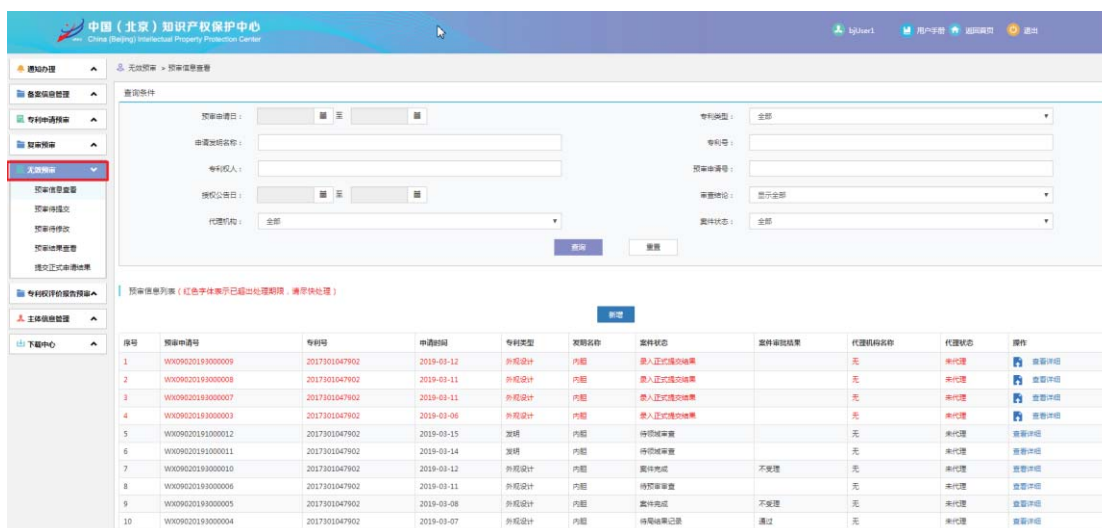 中国（北京）知识产权保护中心
China (Beijing) Intellectual Property Protection Center
bjUser1 用户手册 返回首页 退出
通知办理
备案信息管理
专利申请预审
复审预审
无效预审
预审信息查看
预审待提交
预审待修改
预审结果查看
提交正式申请结果
专利权评价报告预审
主体信息管理
下载中心
无效预审 > 预审信息查看
查询条件
预审申请日： 至 专利类型： 全部
申请发明名称： 专利号：
专利权人： 预审申请号：
授权公告日： 至 审查结论： 显示全部
代理机构： 全部 案件状态： 全部
查询 重置
预审信息列表（红色字体表示已超出处理期限，请尽快处理）
新增
序号 预审申请号 专利号 申请时间 专利类型 发明名称 案件状态 案件审批结果 代理机构名称 代理状态 操作
1 WX09020193000009 2017301047902 2019-03-12 外观设计 内胆 录入正式提交结果 无 未代理 查看详细
2 WX09020193000008 2017301047902 2019-03-11 外观设计 内胆 录入正式提交结果 无 未代理 查看详细
3 WX09020193000007 2017301047902 2019-03-11 外观设计 内胆 录入正式提交结果 无 未代理 查看详细
4 WX09020193000003 2017301047902 2019-03-06 外观设计 内胆 录入正式提交结果 无 未代理 查看详细
5 WX09020191000012 2017301047902 2019-03-15 发明 内胆 待领域审查 无 未代理 查看详细
6 WX09020191000011 2017301047902 2019-03-14 发明 内胆 待领域审查 无 未代理 查看详细
7 WX09020193000010 2017301047902 2019-03-12 外观设计 内胆 案件完成 不受理 无 未代理 查看详细
8 WX09020193000006 2017301047902 2019-03-11 外观设计 内胆 待预审审查 无 未代理 查看详细
9 WX09020193000005 2017301047902 2019-03-08 外观设计 内胆 案件完成 不受理 无 未代理 查看详细
10 WX09020193000004 2017301047902 2019-03-07 外观设计 内胆 待局结果记录 通过 无 未代理 查看详细